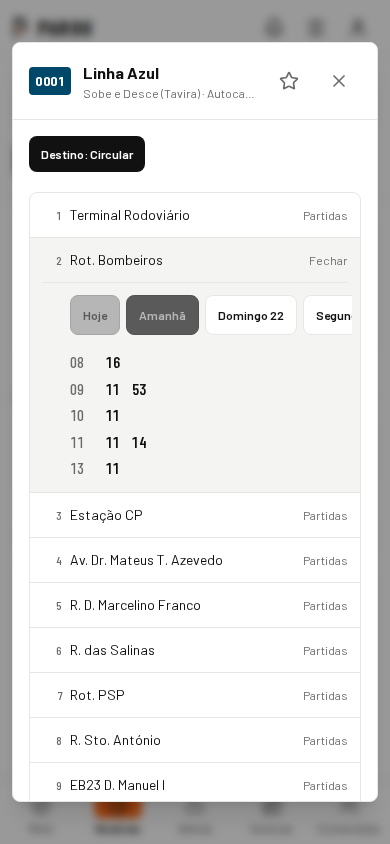 0001
Linha Azul
Sobe e Desce (Tavira) · Autoca...
Destino: Circular
1 Terminal Rodoviário Partidas
2 Rot. Bombeiros Fechar
Hoje Amanhã Domingo 22 Segun
08 16
09 11 53
10 11
11 11 14
13 11
3 Estação CP Partidas
4 Av. Dr. Mateus T. Azevedo Partidas
5 R. D. Marcelino Franco Partidas
6 R. das Salinas Partidas
7 Rot. PSP Partidas
8 R. Sto. António Partidas
9 EB23 D. Manuel I Partidas